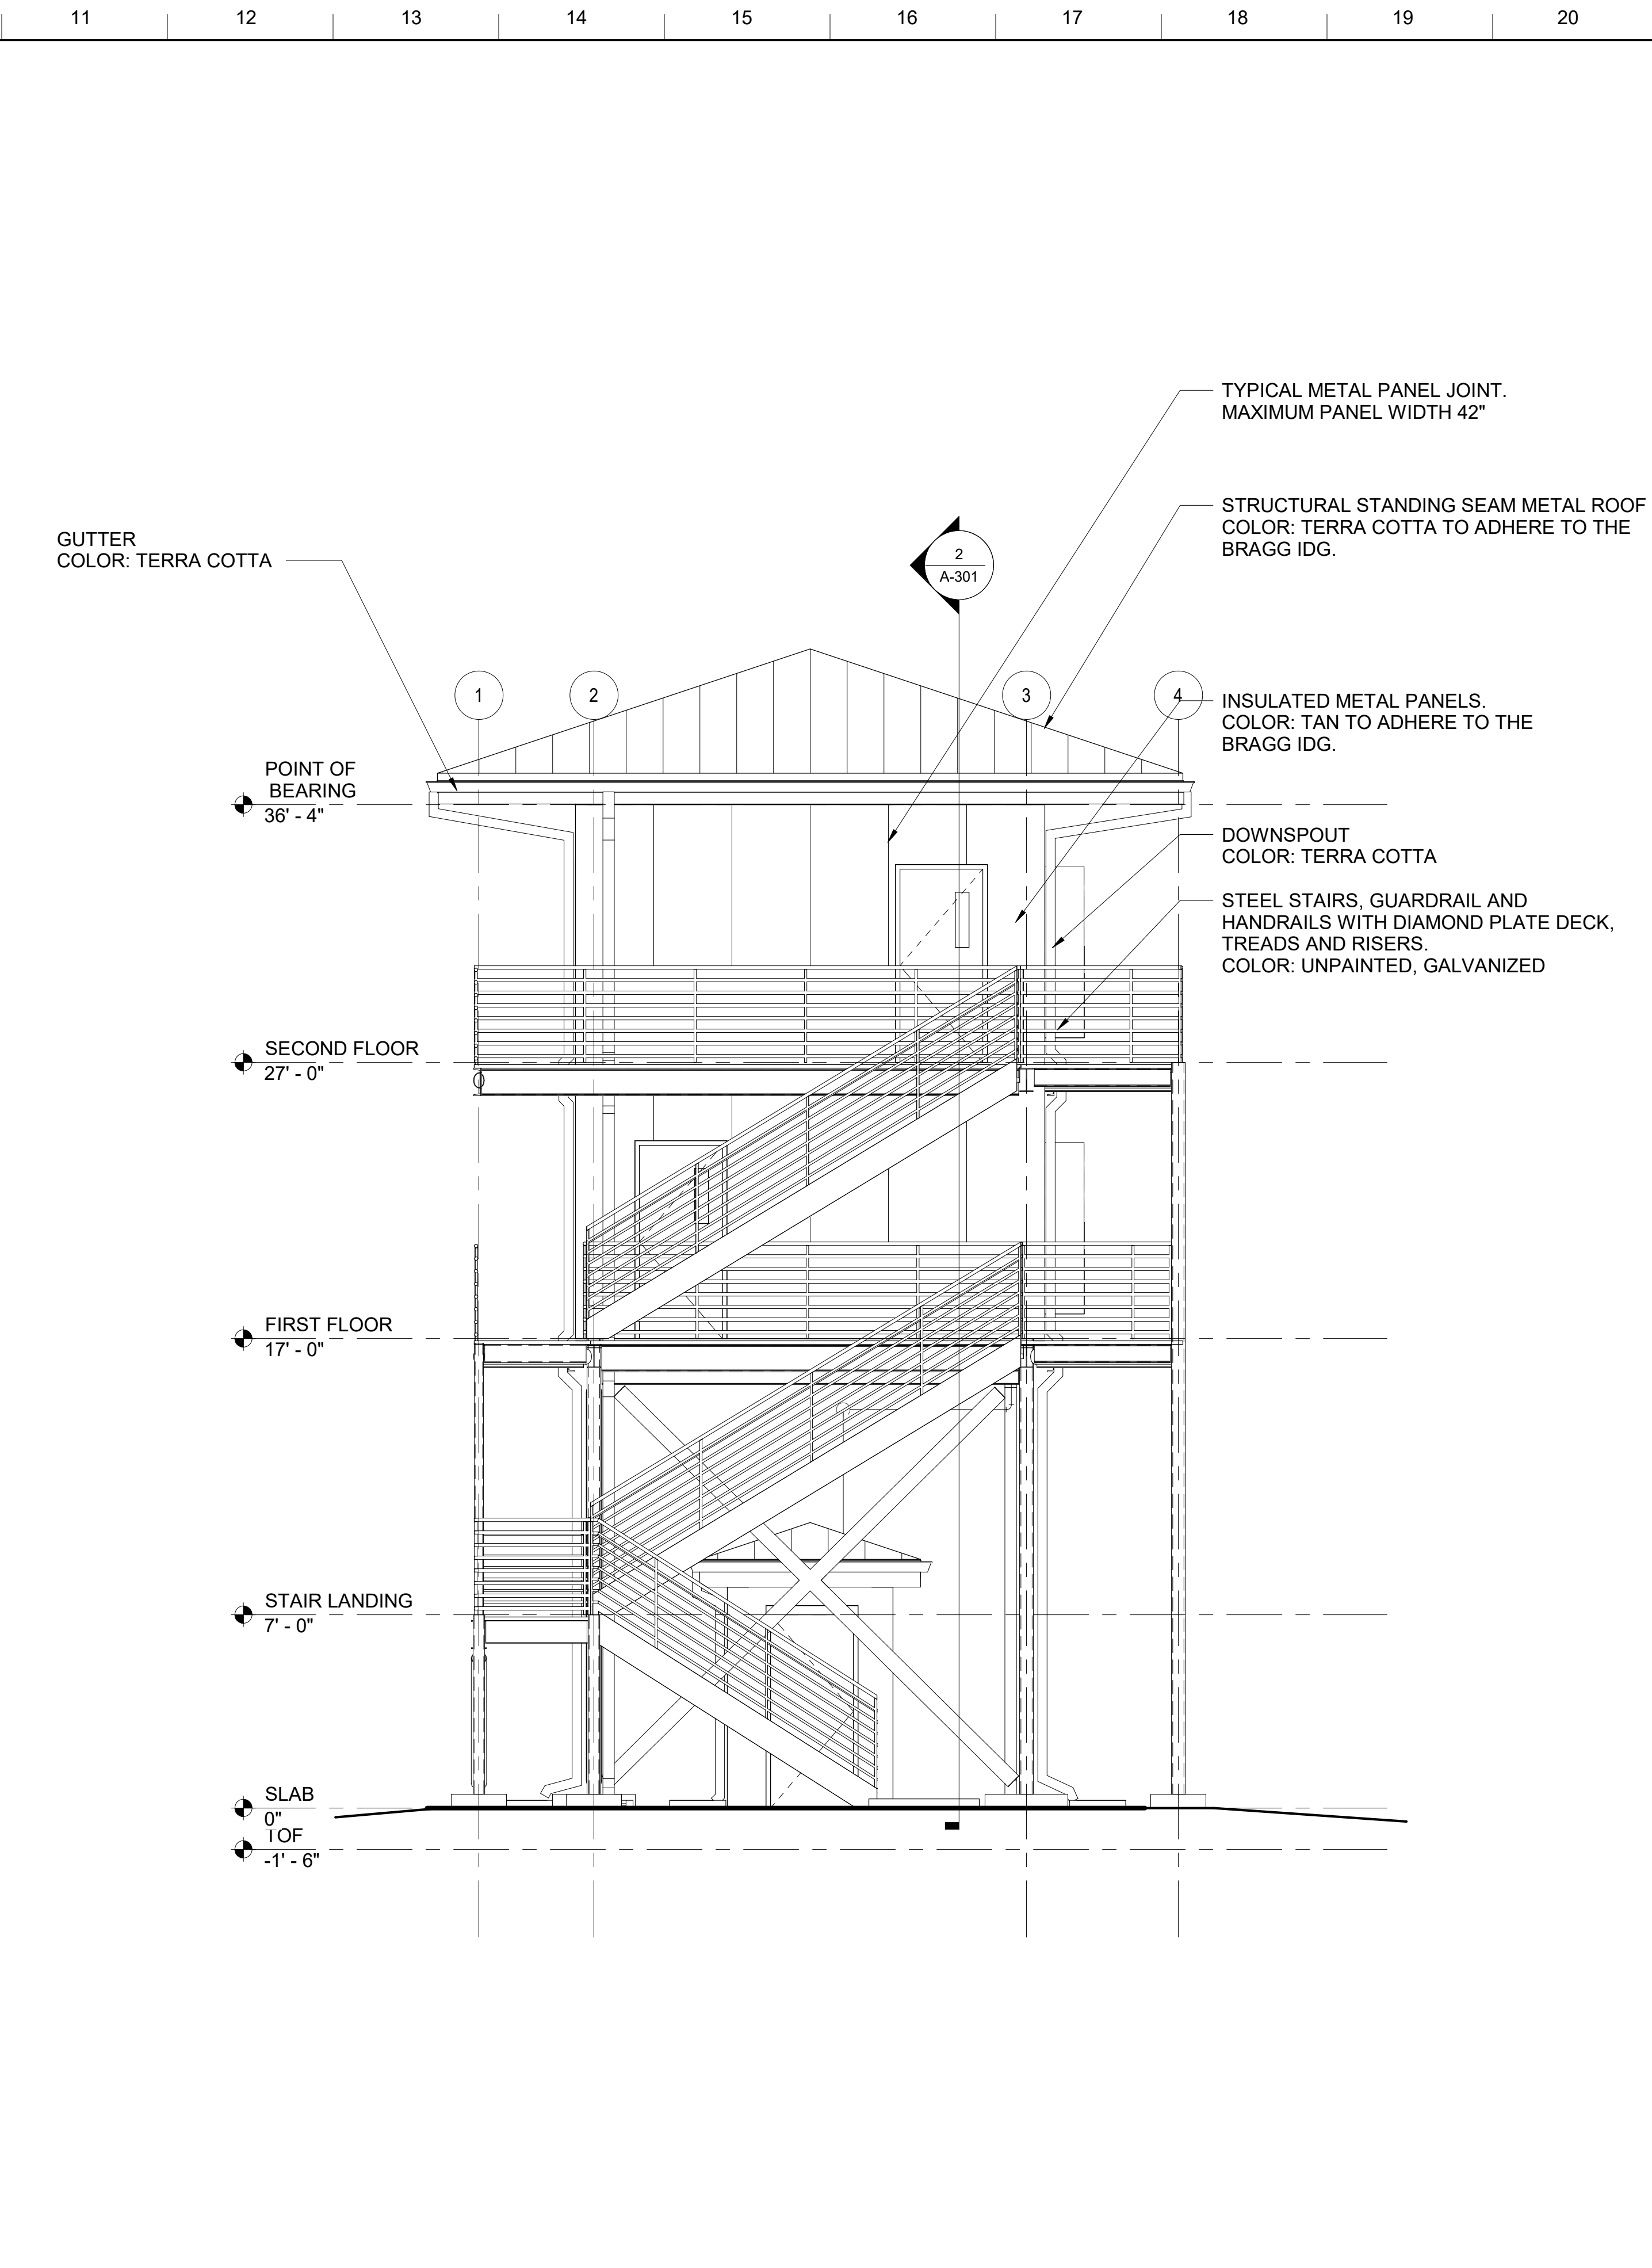 11 12 13 14 15 16 17 18 19 20
TYPICAL METAL PANEL JOINT.
MAXIMUM PANEL WIDTH 42"
STRUCTURAL STANDING SEAM METAL ROOF
COLOR: TERRA COTTA TO ADHERE TO THE
BRAGG IDG.
GUTTER
COLOR: TERRA COTTA
2
A-301
1 2 3 4
INSULATED METAL PANELS.
COLOR: TAN TO ADHERE TO THE
BRAGG IDG.
POINT OF
BEARING
36' - 4"
DOWNSPOUT
COLOR: TERRA COTTA
STEEL STAIRS, GUARDRAIL AND
HANDRAILS WITH DIAMOND PLATE DECK,
TREADS AND RISERS.
COLOR: UNPAINTED, GALVANIZED
SECOND FLOOR
27' - 0"
FIRST FLOOR
17' - 0"
STAIR LANDING
7' - 0"
SLAB
0"
TOF
-1' - 6"